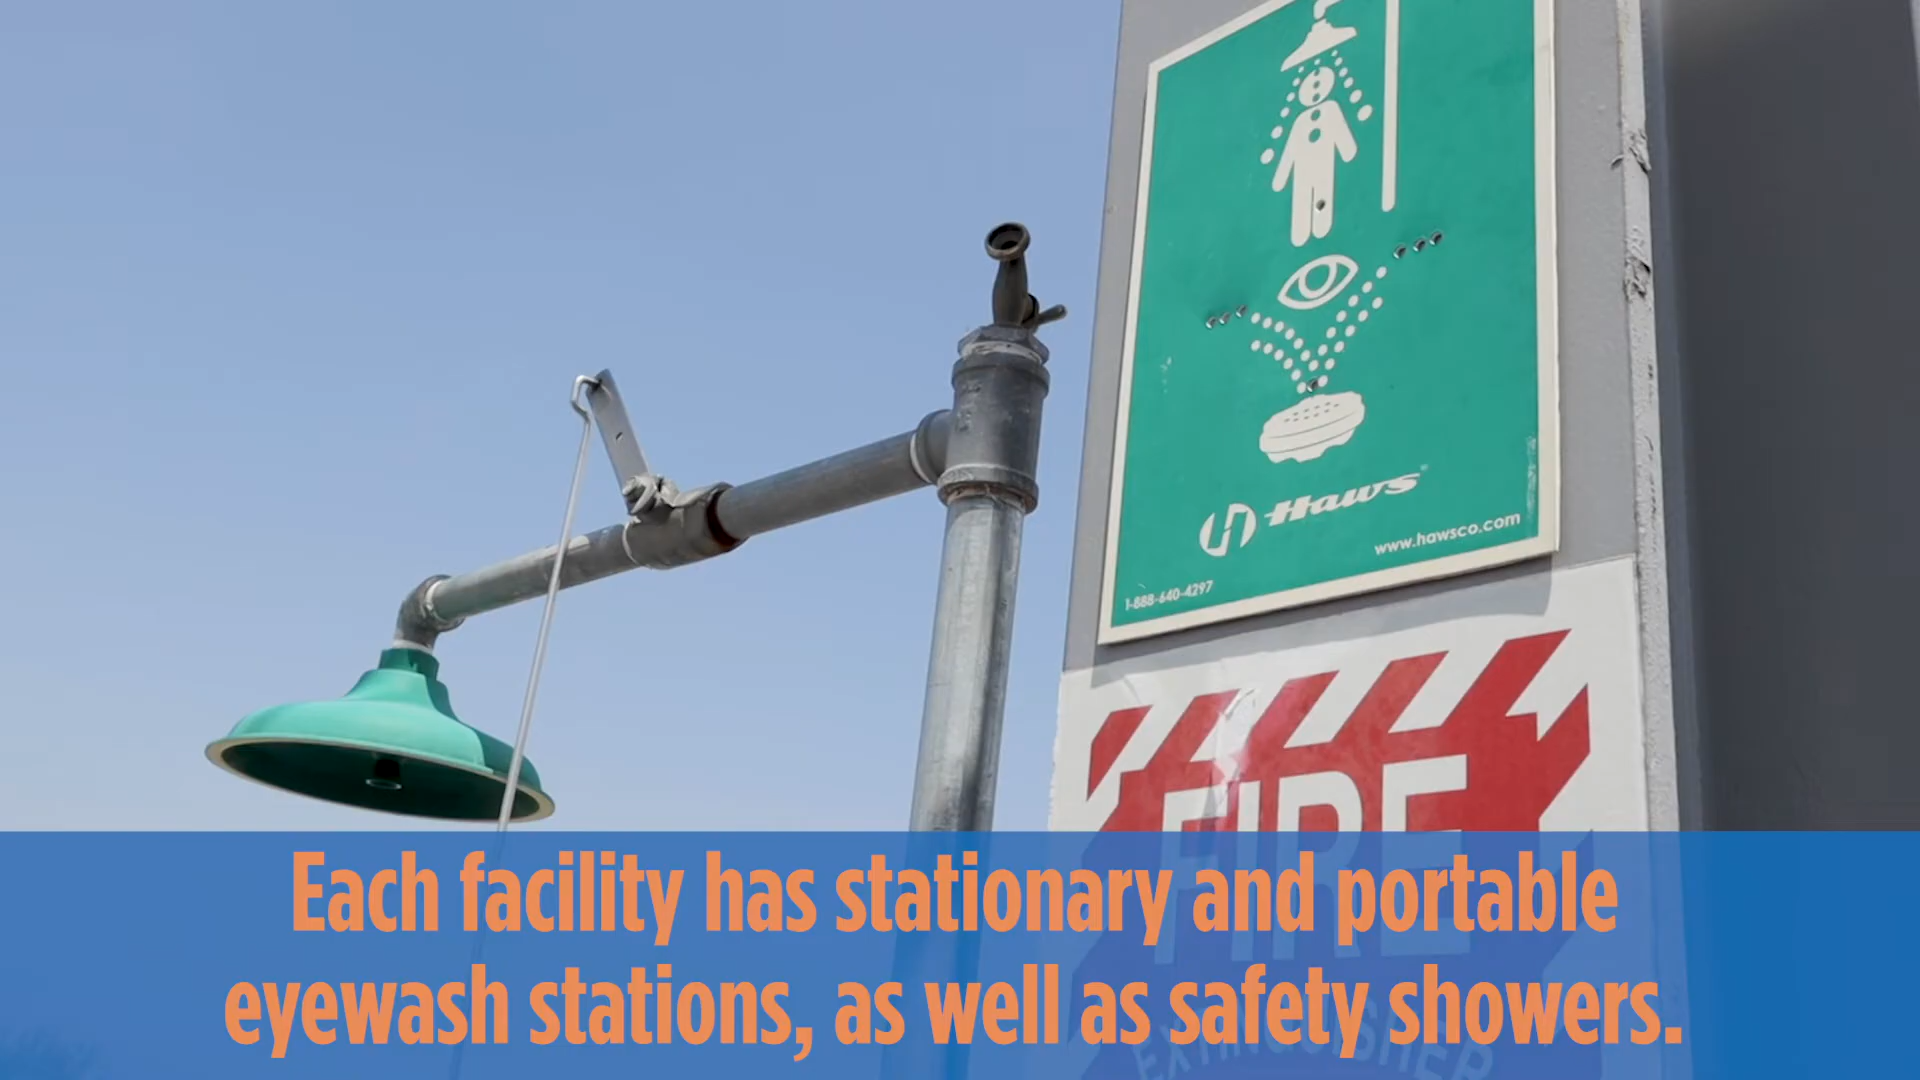 Haws
www.hawsco.com
1-888-640-4297
FIRE
EXTINGUISHER
Each facility has stationary and portable
eyewash stations, as well as safety showers.